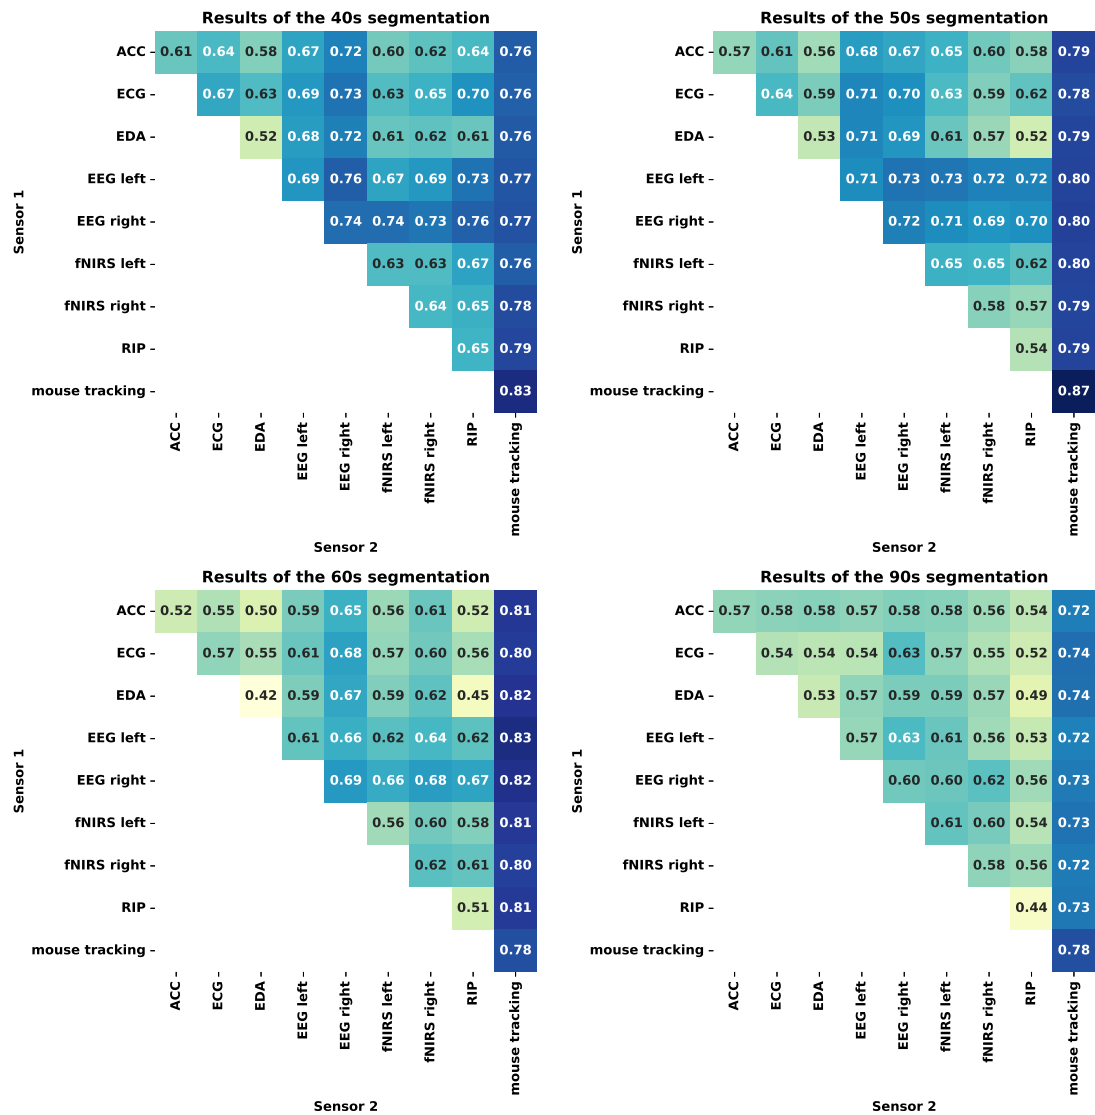 Results of the 40s segmentation
Sensor 1
ACC 0.61 0.64 0.58 0.67 0.72 0.60 0.62 0.64 0.76
ECG 0.67 0.63 0.69 0.73 0.63 0.65 0.70 0.76
EDA 0.52 0.68 0.72 0.61 0.62 0.61 0.76
EEG left 0.69 0.76 0.67 0.69 0.73 0.77
EEG right 0.74 0.74 0.73 0.76 0.77
fNIRS left 0.63 0.63 0.67 0.76
fNIRS right 0.64 0.65 0.78
RIP 0.65 0.79
mouse tracking 0.83
ACC ECG EDA EEG left EEG right fNIRS left fNIRS right RIP mouse tracking
Sensor 2
Results of the 50s segmentation
Sensor 1
ACC 0.57 0.61 0.56 0.68 0.67 0.65 0.60 0.58 0.79
ECG 0.64 0.59 0.71 0.70 0.63 0.59 0.62 0.78
EDA 0.53 0.71 0.69 0.61 0.57 0.52 0.79
EEG left 0.71 0.73 0.73 0.72 0.72 0.80
EEG right 0.72 0.71 0.69 0.70 0.80
fNIRS left 0.65 0.65 0.62 0.80
fNIRS right 0.58 0.57 0.79
RIP 0.54 0.79
mouse tracking 0.87
ACC ECG EDA EEG left EEG right fNIRS left fNIRS right RIP mouse tracking
Sensor 2
Results of the 60s segmentation
Sensor 1
ACC 0.52 0.55 0.50 0.59 0.65 0.56 0.61 0.52 0.81
ECG 0.57 0.55 0.61 0.68 0.57 0.60 0.56 0.80
EDA 0.42 0.59 0.67 0.59 0.62 0.45 0.82
EEG left 0.61 0.66 0.62 0.64 0.62 0.83
EEG right 0.69 0.66 0.68 0.67 0.82
fNIRS left 0.56 0.60 0.58 0.81
fNIRS right 0.62 0.61 0.80
RIP 0.51 0.81
mouse tracking 0.78
ACC ECG EDA EEG left EEG right fNIRS left fNIRS right RIP mouse tracking
Sensor 2
Results of the 90s segmentation
Sensor 1
ACC 0.57 0.58 0.58 0.57 0.58 0.58 0.56 0.54 0.72
ECG 0.54 0.54 0.54 0.63 0.57 0.55 0.52 0.74
EDA 0.53 0.57 0.59 0.59 0.57 0.49 0.74
EEG left 0.57 0.63 0.61 0.56 0.53 0.72
EEG right 0.60 0.60 0.62 0.56 0.73
fNIRS left 0.61 0.60 0.54 0.73
fNIRS right 0.58 0.56 0.72
RIP 0.44 0.73
mouse tracking 0.78
ACC ECG EDA EEG left EEG right fNIRS left fNIRS right RIP mouse tracking
Sensor 2